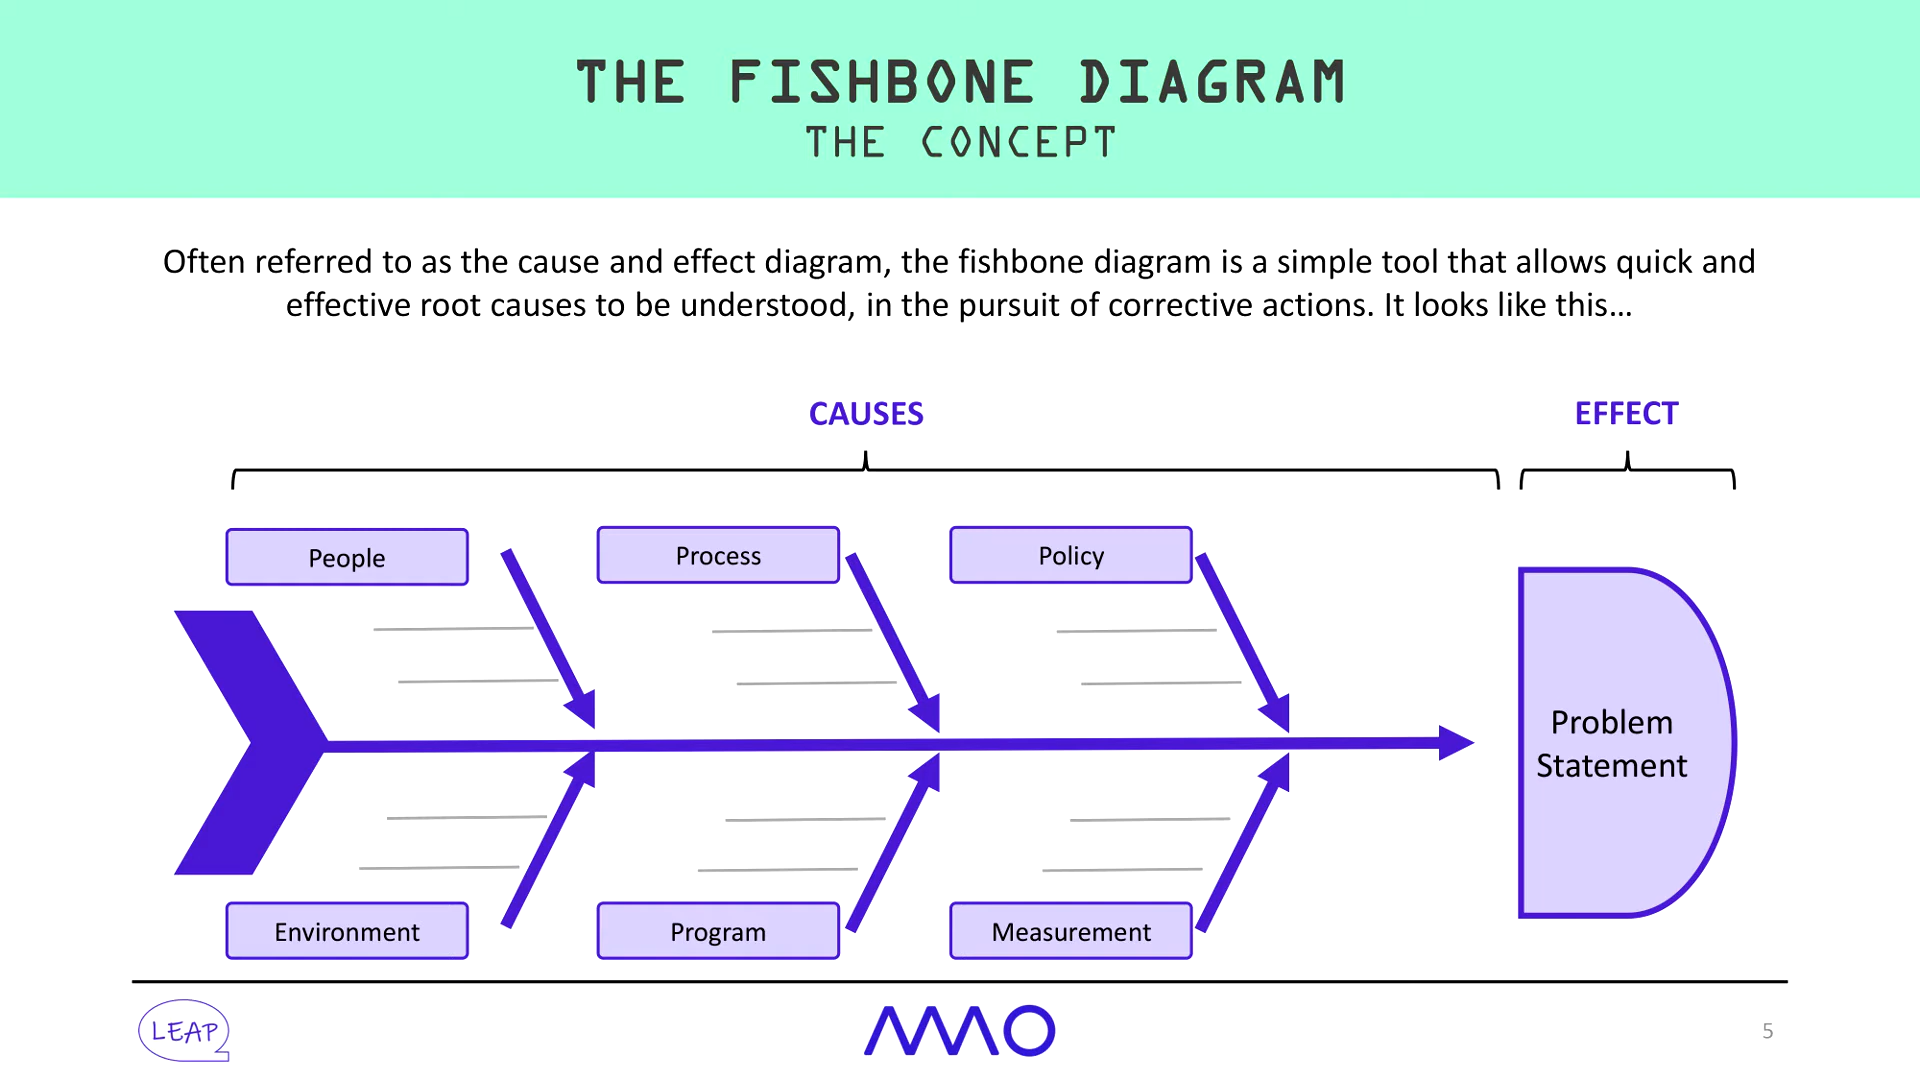 THE FISHBONE DIAGRAM
THE CONCEPT
Often referred to as the cause and effect diagram, the fishbone diagram is a simple tool that allows quick and
effective root causes to be understood, in the pursuit of corrective actions. It looks like this…
CAUSES
EFFECT
People
Process
Policy
Problem
Statement
Environment
Program
Measurement
LEAP
AMMO
5